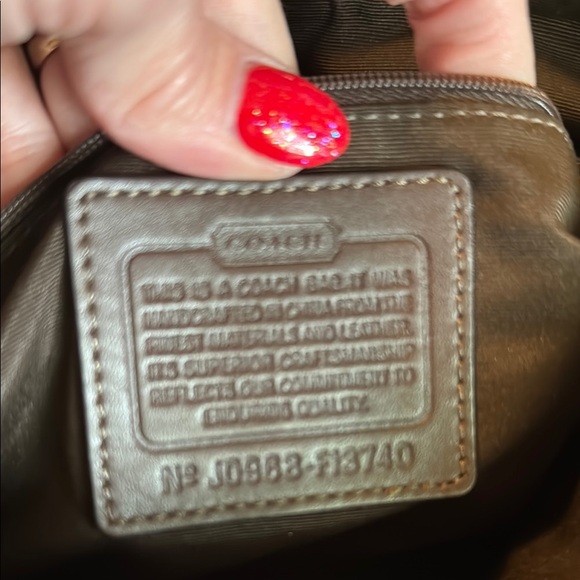 COACH
THIS IS A COACH BAG. IT WAS
HANDCRAFTED IN CHINA FROM THE
FINEST MATERIALS AND LEATHER.
ITS SUPERIOR CRAFTSMANSHIP
REFLECTS OUR COMMITMENT TO
ENDURING QUALITY.
Nº J0968-F13740